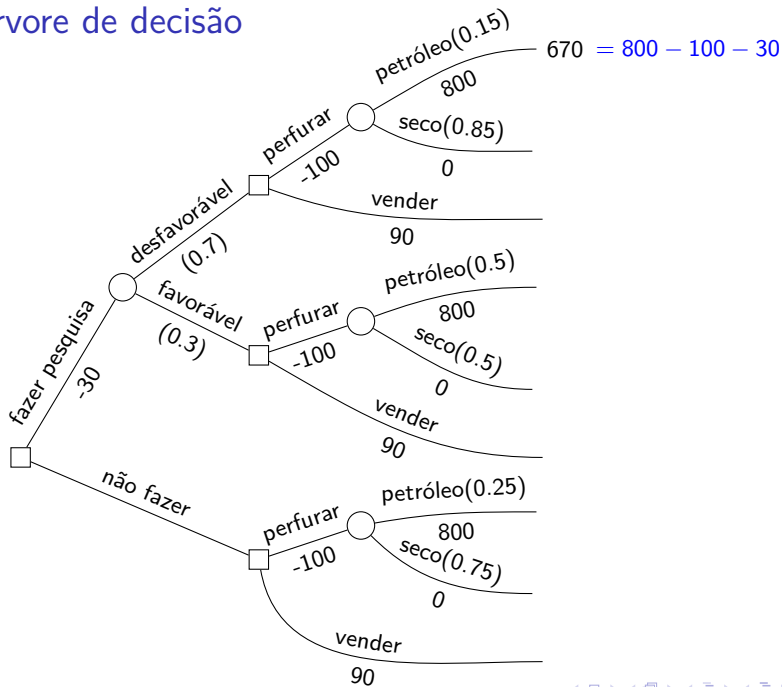 rvore de decisão
petróleo(0.15)
670 = 800 − 100 − 30
800
perfurar
seco(0.85)
-100
0
desfavorável
vender
(0.7)
90
favorável
petróleo(0.5)
(0.3)
perfurar
800
-100
seco(0.5)
0
fazer pesquisa
-30
vender
90
não fazer
petróleo(0.25)
perfurar
800
-100
seco(0.75)
0
vender
90